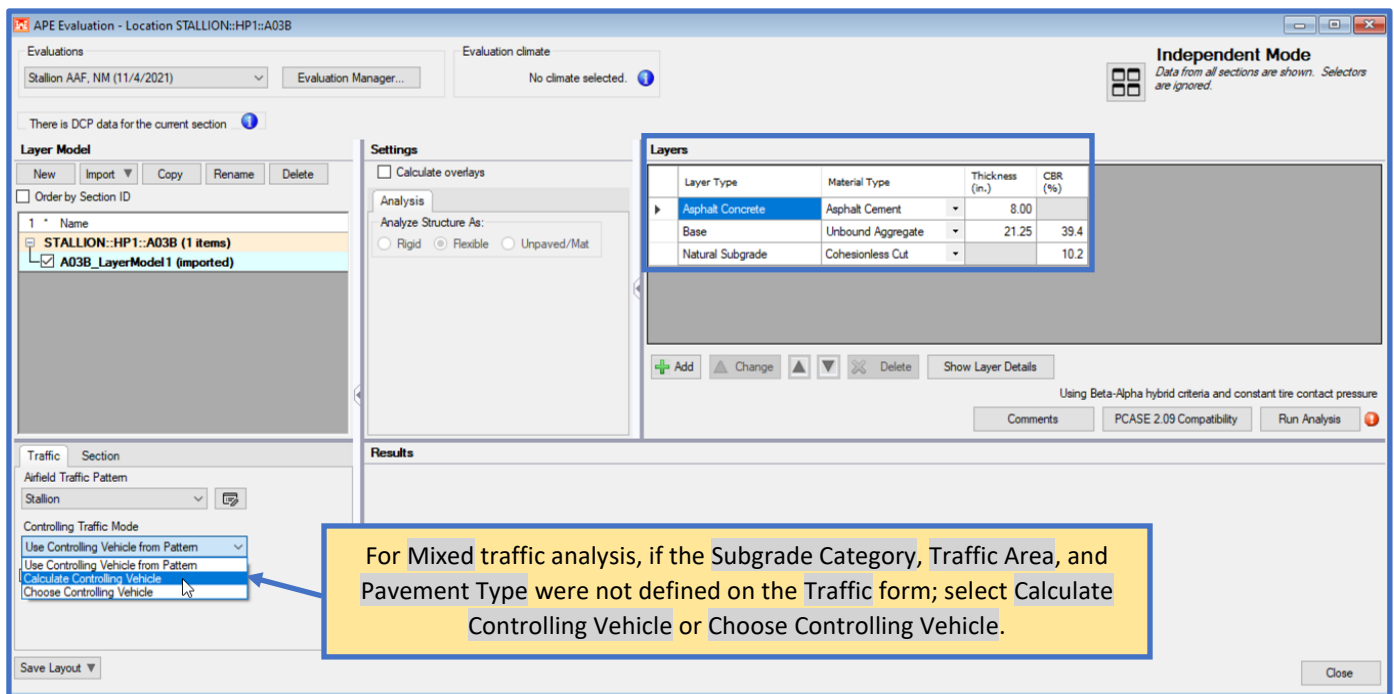 APE Evaluation - Location STALLION::HP1::A03B
Evaluations
Stallion AAF, NM (11/4/2021)
Evaluation Manager...
Evaluation climate
No climate selected.
Independent Mode
Data from all sections are shown. Selectors
are ignored.
There is DCP data for the current section
Layer Model
New Import ▼ Copy Rename Delete
Order by Section ID
1 Name
STALLION::HP1::A03B (1 items)
A03B_LayerModel1 (imported)
Settings
Calculate overlays
Analysis
Analyze Structure As:
Rigid Flexible Unpaved/Mat
Layers
Layer Type Material Type Thickness (in.) CBR (%)
Asphalt Concrete Asphalt Cement 8.00
Base Unbound Aggregate 21.25 39.4
Natural Subgrade Cohesionless Cut 10.2
Add Change Delete Show Layer Details
Using Beta-Alpha hybrid criteria and constant tire contact pressure
Comments PCASE 2.09 Compatibility Run Analysis
Traffic Section
Airfield Traffic Pattern
Stallion
Controlling Traffic Mode
Use Controlling Vehicle from Pattern
Use Controlling Vehicle from Pattern
Calculate Controlling Vehicle
Choose Controlling Vehicle
Results
For Mixed traffic analysis, if the Subgrade Category, Traffic Area, and
Pavement Type were not defined on the Traffic form; select Calculate
Controlling Vehicle or Choose Controlling Vehicle.
Save Layout ▼
Close